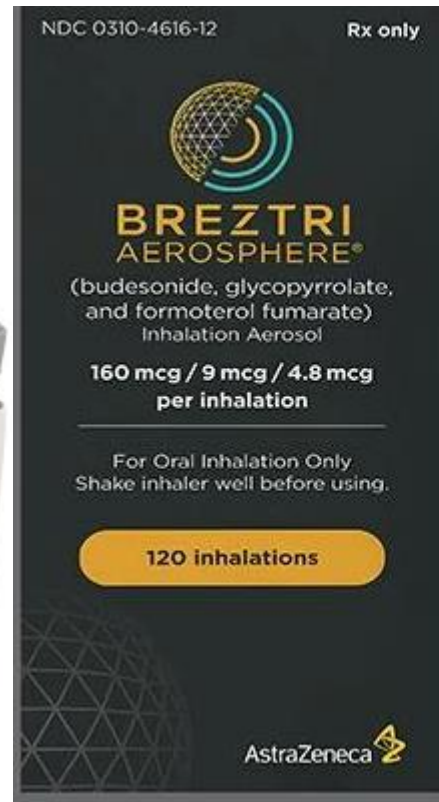 NDC 0310-4616-12 Rx only
BREZTRI
AEROSPHERE®
(budesonide, glycopyrrolate,
and formoterol fumarate)
Inhalation Aerosol
160 mcg / 9 mcg / 4.8 mcg
per inhalation
For Oral Inhalation Only
Shake inhaler well before using.
120 inhalations
AstraZeneca